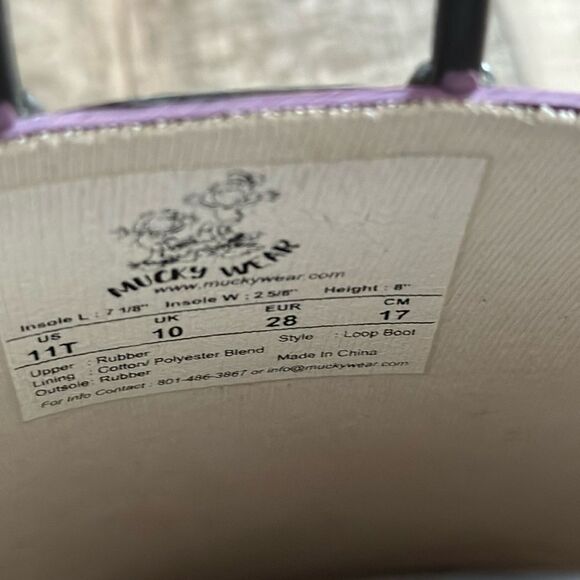 MUCKY WEAR
www.muckywear.com
Insole L : 7 1/8" Insole W : 2 5/8" Height : 8"
US UK EUR CM
11T 10 28 17
Upper : Rubber Style : Loop Boot
Lining : Cotton/ Polyester Blend
Outsole : Rubber Made In China
For Info Contact : 801-486-3867 or info@muckywear.com